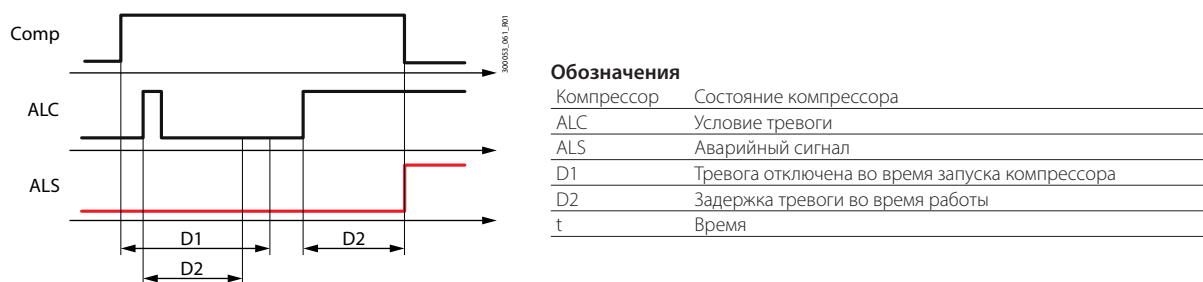 Comp
300053_061_R01
ALC
ALS
D1
D2
D2
Обозначения
Компрессор Состояние компрессора
ALC Условие тревоги
ALS Аварийный сигнал
D1 Тревога отключена во время запуска компрессора
D2 Задержка тревоги во время работы
t Время